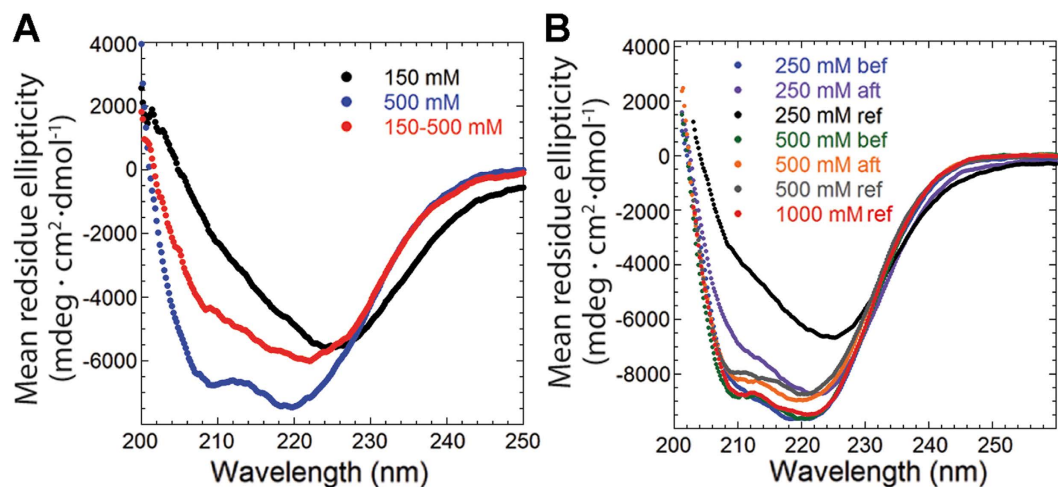 A
Mean redsidue ellipticity
(mdeg · cm²·dmol⁻¹)
4000
2000
0
-2000
-4000
-6000
150 mM
500 mM
150-500 mM
200 210 220 230 240 250
Wavelength (nm)
B
Mean redsidue ellipticity
(mdeg · cm²·dmol⁻¹)
4000
2000
0
-2000
-4000
-6000
-8000
250 mM bef
250 mM aft
250 mM ref
500 mM bef
500 mM aft
500 mM ref
1000 mM ref
200 210 220 230 240 250
Wavelength (nm)